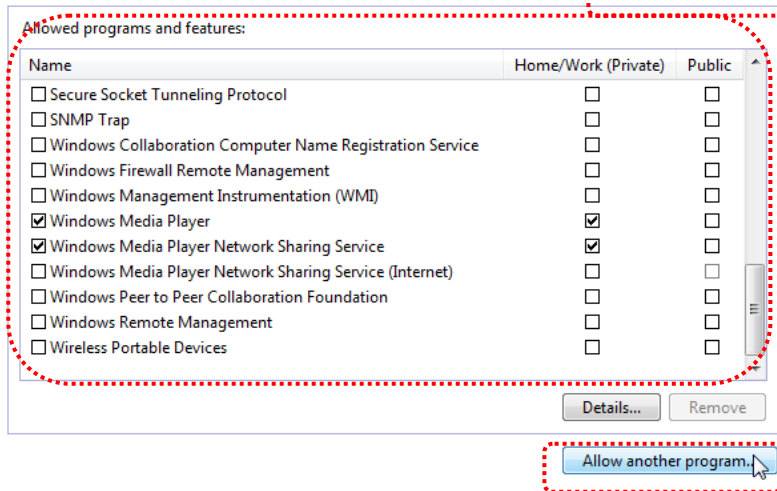 Allowed programs and features:
Name Home/Work (Private) Public
Secure Socket Tunneling Protocol
SNMP Trap
Windows Collaboration Computer Name Registration Service
Windows Firewall Remote Management
Windows Management Instrumentation (WMI)
Windows Media Player
Windows Media Player Network Sharing Service
Windows Media Player Network Sharing Service (Internet)
Windows Peer to Peer Collaboration Foundation
Windows Remote Management
Wireless Portable Devices
Details... Remove
Allow another program...